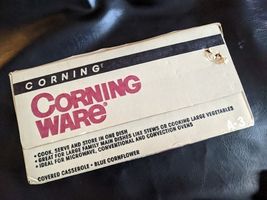 CORNING
CORNING
WARE®
• COOK, SERVE AND STORE IN ONE DISH
• GREAT FOR LARGE FAMILY MAIN DISHES LIKE STEWS OR COOKING LARGE VEGETABLES
• IDEAL FOR MICROWAVE, CONVENTIONAL AND CONVECTION OVENS
COVERED CASSEROLE - BLUE CORNFLOWER
A-3